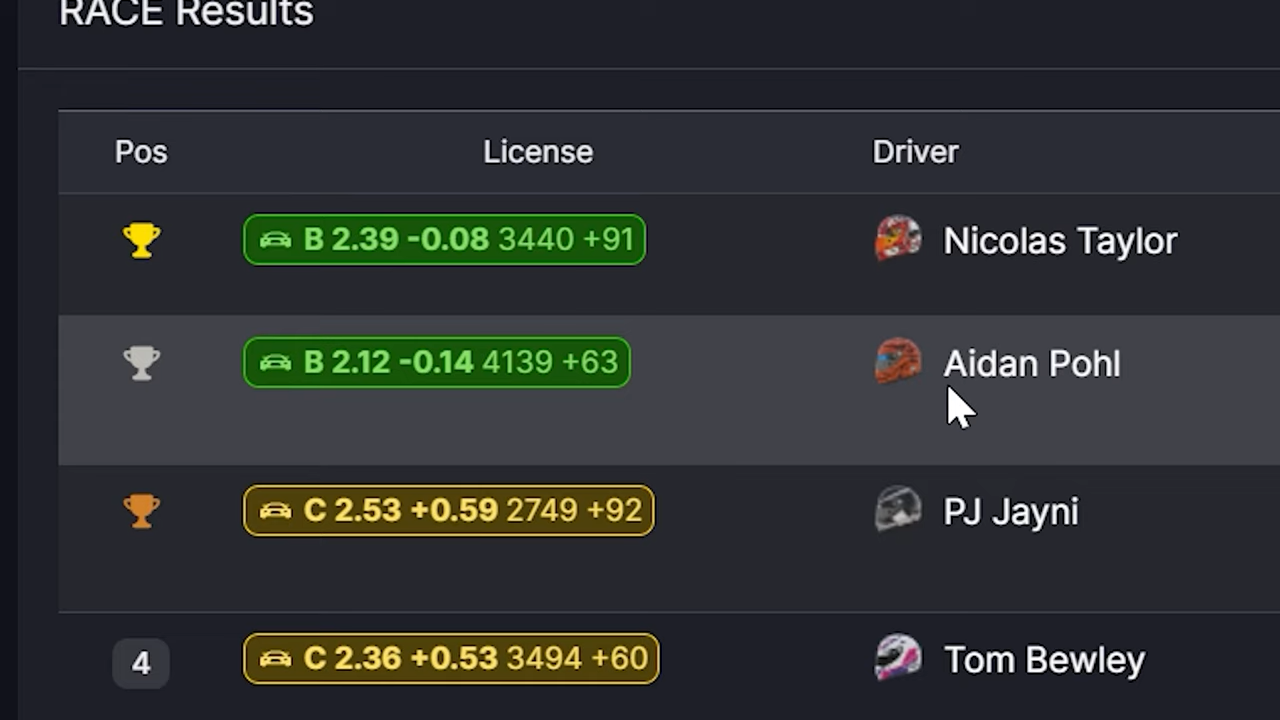 RACE Results
Pos License Driver
B 2.39 -0.08 3440 +91 Nicolas Taylor
B 2.12 -0.14 4139 +63 Aidan Pohl
C 2.53 +0.59 2749 +92 PJ Jayni
4 C 2.36 +0.53 3494 +60 Tom Bewley